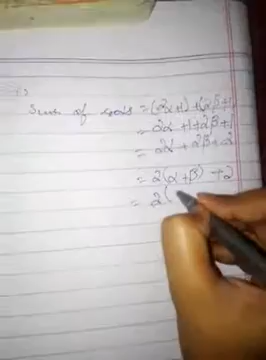 Sum of roots = (2α+1)+(2β+1
= 2α +1+2β+1
= 2α +2β+2
= 2(α+β) +2
= 2(